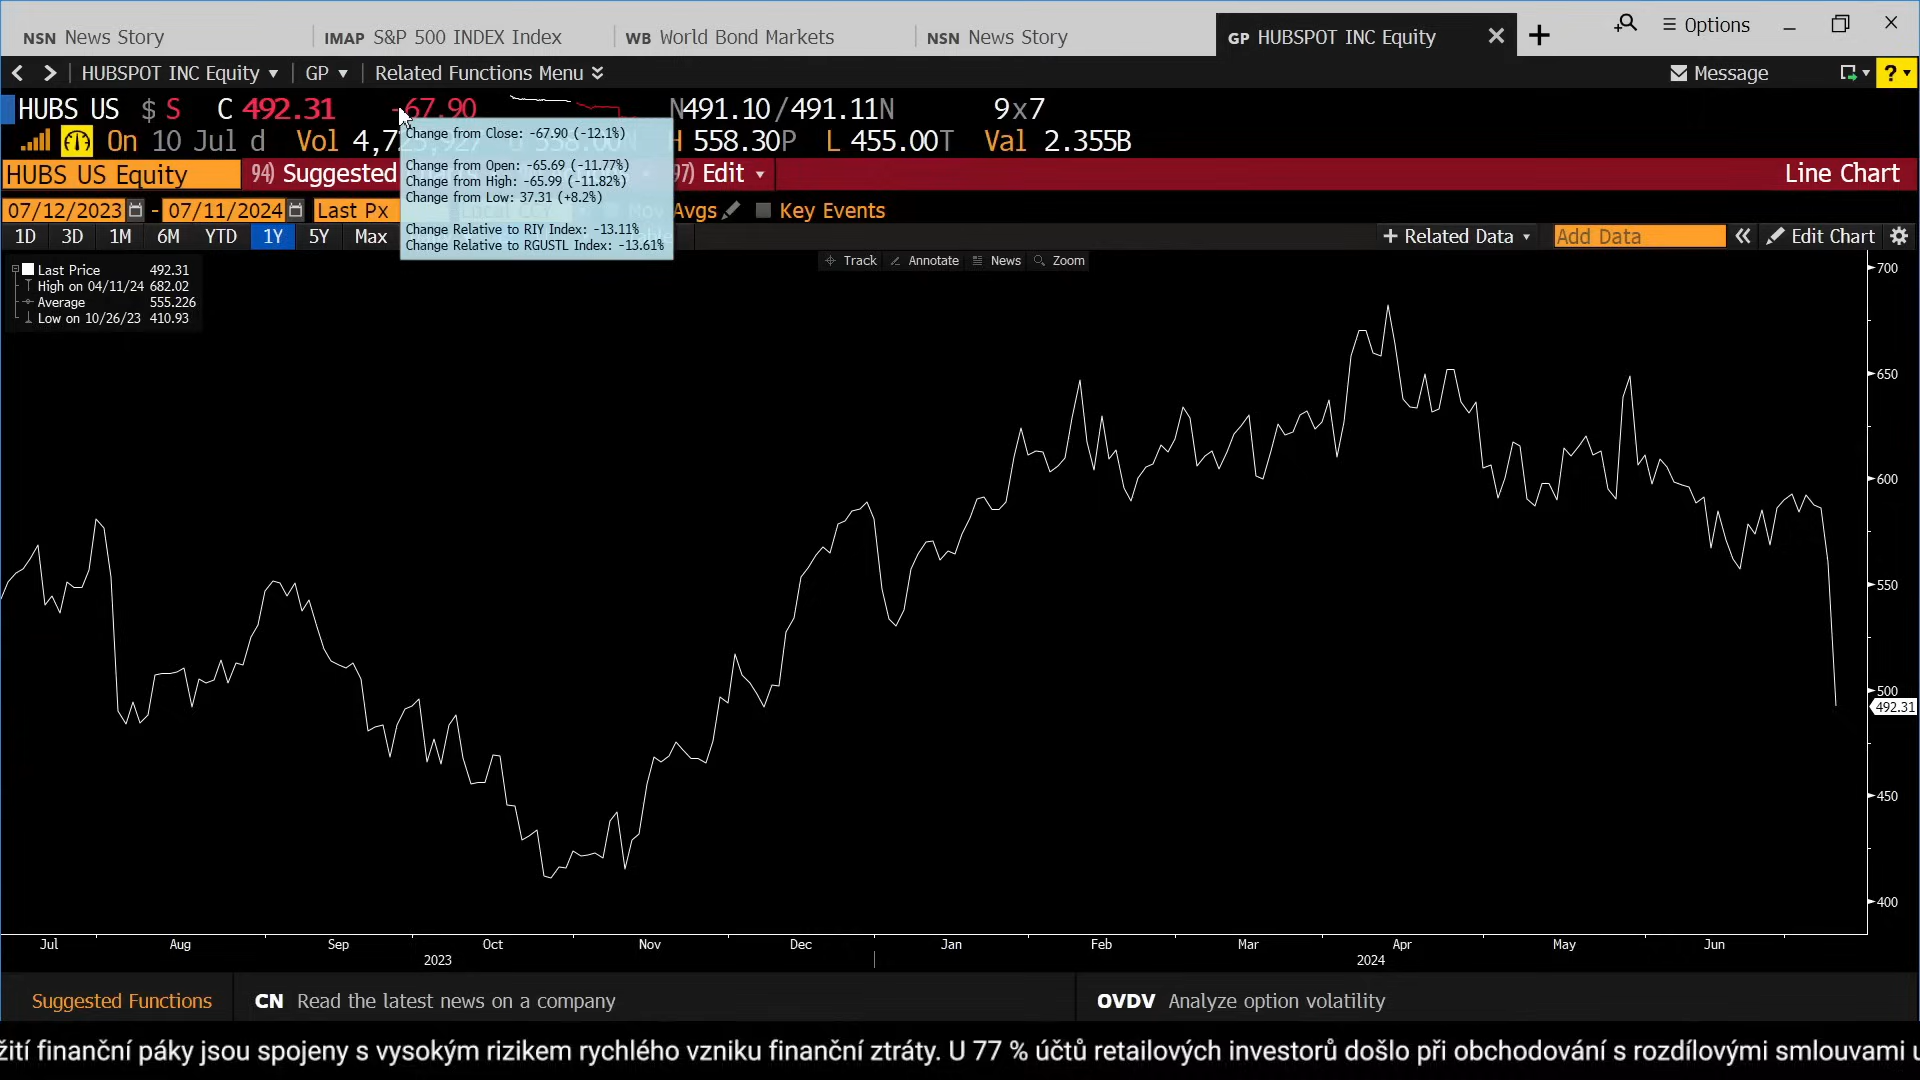 NSN News Story
IMAP S&P 500 INDEX Index
WB World Bond Markets
NSN News Story
GP HUBSPOT INC Equity
Options
HUBSPOT INC Equity
GP
Related Functions Menu
Message
?
HUBS US $ S C 492.31 -67.90 N491.10/491.11N 9x7
On 10 Jul d Vol 4,723,927 558.00N H 558.30P L 455.00T Val 2.355B
HUBS US Equity
94) Suggested
97) Edit
Line Chart
07/12/2023 - 07/11/2024 Last Px
Local CCY
Mov Avgs
Key Events
1D 3D 1M 6M YTD 1Y 5Y Max
Change from Close: -67.90 (-12.1%)
Change from Open: -65.69 (-11.77%)
Change from High: -65.99 (-11.82%)
Change from Low: 37.31 (+8.2%)
Change Relative to RIY Index: -13.11%
Change Relative to RGUSTL Index: -13.61%
+ Related Data
Add Data
«
Edit Chart
Track Annotate News Zoom
Last Price 492.31
High on 04/11/24 682.02
Average 555.226
Low on 10/26/23 410.93
700
650
600
550
500
492.31
450
400
Jul Aug Sep Oct Nov Dec Jan Feb Mar Apr May Jun
2023 2024
Suggested Functions
CN Read the latest news on a company
OVDV Analyze option volatility
žití finanční páky jsou spojeny s vysokým rizikem rychlého vzniku finanční ztráty. U 77 % účtů retailových investorů došlo při obchodování s rozdílovými smlouvami u